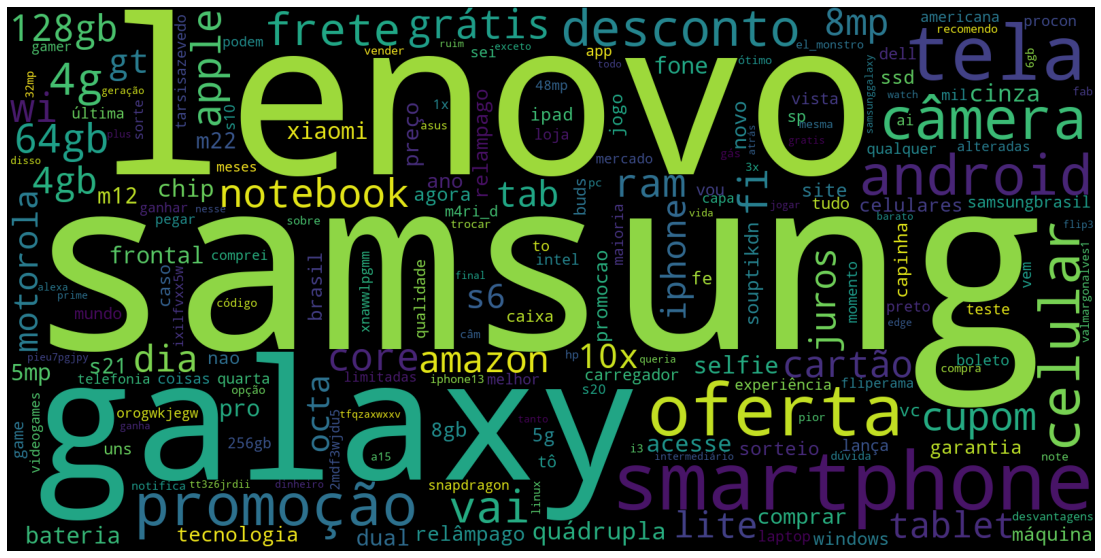 128gb gamer podem frete vender grátis ruim exceto desconto 8mp americana procon
recomendo
lenovo
4g gt apple tarsisazevedo sei app el_monstro ótimo dell tela 6gb
32mp wi geração última sorte s10 todo fone 48mp samsunggalaxy watch ssd mil cinza fab
plus 64gb m22 xiaomi preço 1x asus relampago ipad loja jogo novo vista sp mesma ai câmera
disso 4gb meses mercado atrás gas gratis qualquer alteradas
m12 chip notebook ano agora tab buds pc ram 3x fi site android
motorola ganhar nesse sobre m4ri_d capa vou tudo celulares samsungbrasil
pegar trocar maioria iphone vida jogar barato flip3
samsung
frontal comprei to fe capinha
alexa prime caso ixilfvxx5w brasil xnawwlpgmm qualidade final intel s6 promocao souptikdn juros momento preto edge teste vem celular valmargonalves1
mundo código câm caixa
pieu7pgjpy s21 dia nao core amazon hp 10x queria selfie cartão compra boleto
5mp telefonia coisas quarta limitadas iphone13 melhor carregador s20 experiência fliperama
galaxy
opção orogwkjegw pro octa tfqzaxwxxv tanto oferta pior vc cupom
game videogames ganha uns 256gb 2mdf3wjdu5 a15 8gb 5g tô i3 acesse sorteio lança garantia note
notifica tt3z6jrdii dinheiro intermediário dúvida
snapdragon linux smartphone
promoção vai
bateria tecnologia dual relâmpago quádrupla lite comprar laptop windows tablet desvantagens máquina